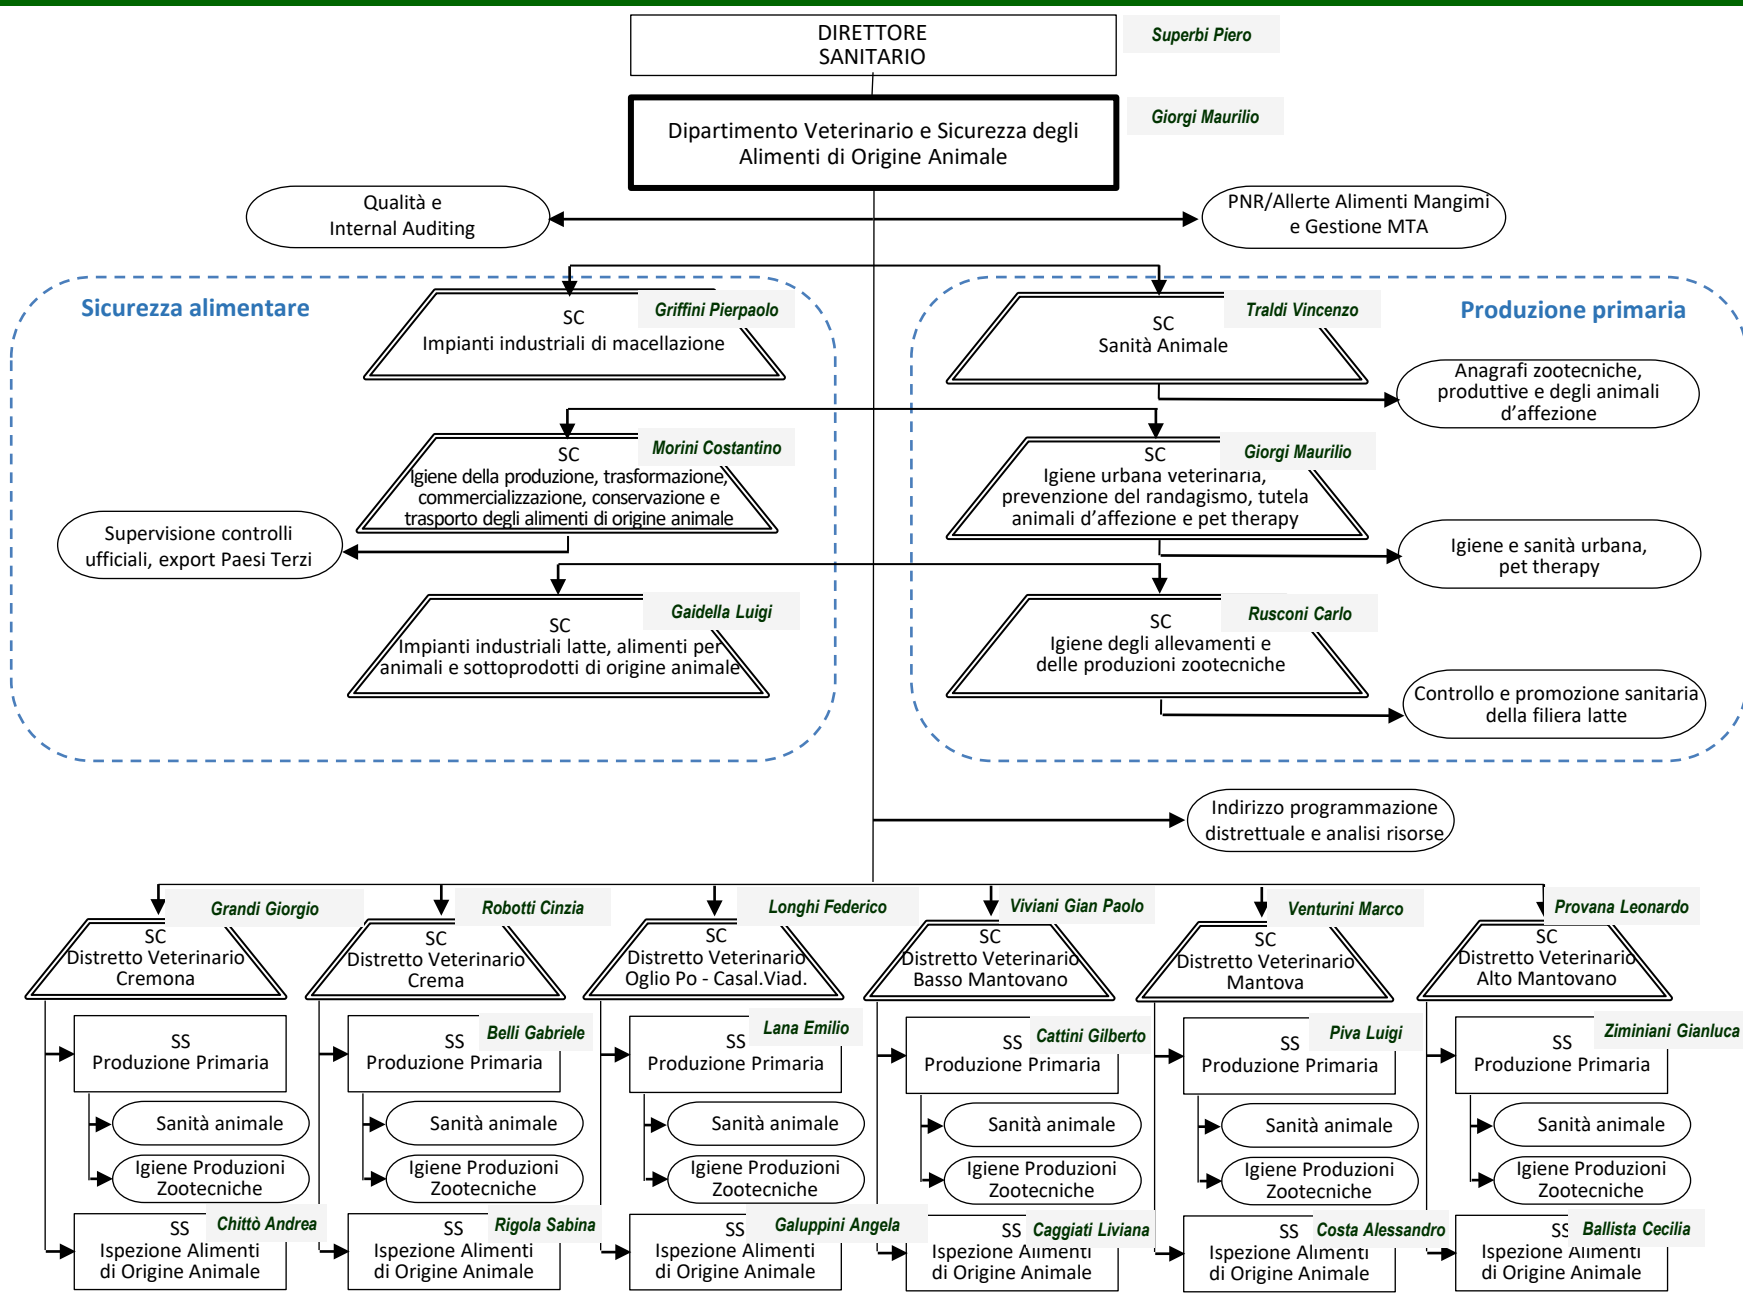 DIRETTORE
SANITARIO
Superbi Piero
Dipartimento Veterinario e Sicurezza degli
Alimenti di Origine Animale
Giorgi Maurilio
Qualità e
Internal Auditing
PNR/Allerte Alimenti Mangimi
e Gestione MTA
Sicurezza alimentare
Griffini Pierpaolo
SC
Impianti industriali di macellazione
Produzione primaria
Traldi Vincenzo
SC
Sanità Animale
Anagrafi zootecniche,
produttive e degli animali
d'affezione
Morini Costantino
SC
Igiene della produzione, trasformazione,
commercializzazione, conservazione e
trasporto degli alimenti di origine animale
Giorgi Maurilio
SC
Igiene urbana veterinaria,
prevenzione del randagismo, tutela
animali d'affezione e pet therapy
Supervisione controlli
ufficiali, export Paesi Terzi
Igiene e sanità urbana,
pet therapy
Gaidella Luigi
SC
Impianti industriali latte, alimenti per
animali e sottoprodotti di origine animale
Rusconi Carlo
SC
Igiene degli allevamenti e
delle produzioni zootecniche
Controllo e promozione sanitaria
della filiera latte
Indirizzo programmazione
distrettuale e analisi risorse
Grandi Giorgio
SC
Distretto Veterinario
Cremona
Robotti Cinzia
SC
Distretto Veterinario
Crema
Longhi Federico
SC
Distretto Veterinario
Oglio Po - Casal.Viad.
Viviani Gian Paolo
SC
Distretto Veterinario
Basso Mantovano
Venturini Marco
SC
Distretto Veterinario
Mantova
Provana Leonardo
SC
Distretto Veterinario
Alto Mantovano
SS
Produzione Primaria
Belli Gabriele
SS
Produzione Primaria
Lana Emilio
SS
Produzione Primaria
Cattini Gilberto
SS
Produzione Primaria
Piva Luigi
SS
Produzione Primaria
Ziminiani Gianluca
SS
Produzione Primaria
Sanità animale
Sanità animale
Sanità animale
Sanità animale
Sanità animale
Sanità animale
Igiene Produzioni
Zootecniche
Igiene Produzioni
Zootecniche
Igiene Produzioni
Zootecniche
Igiene Produzioni
Zootecniche
Igiene Produzioni
Zootecniche
Igiene Produzioni
Zootecniche
Chittò Andrea
SS
Ispezione Alimenti
di Origine Animale
Rigola Sabina
SS
Ispezione Alimenti
di Origine Animale
Galuppini Angela
SS
Ispezione Alimenti
di Origine Animale
Caggiati Liviana
SS
Ispezione Alimenti
di Origine Animale
Costa Alessandro
SS
Ispezione Alimenti
di Origine Animale
Ballista Cecilia
SS
Ispezione Alimenti
di Origine Animale